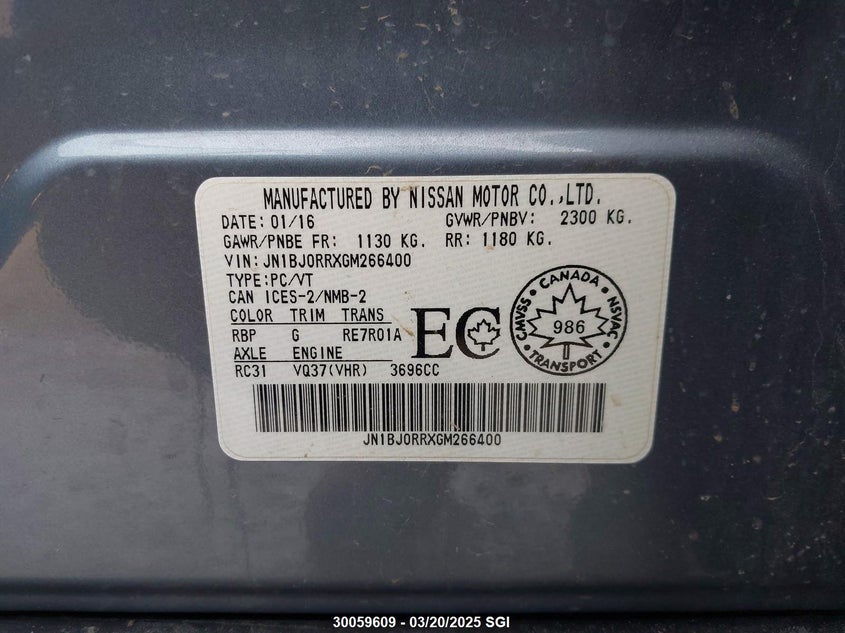 MANUFACTURED BY NISSAN MOTOR CO.,LTD.
DATE: 01/16 GVWR/PNBV: 2300 KG.
GAWR/PNBE FR: 1130 KG. RR: 1180 KG.
VIN: JN1BJ0RRXGM266400
TYPE:PC/VT
CAN ICES-2/NMB-2
COLOR TRIM TRANS
RBP G RE7R01A
AXLE ENGINE
RC31 VQ37(VHR) 3696CC
EC
CANADA
CMVSS
986
NSVAC
TRANSPORT
JN1BJ0RRXGM266400
30059609 - 03/20/2025 SGI